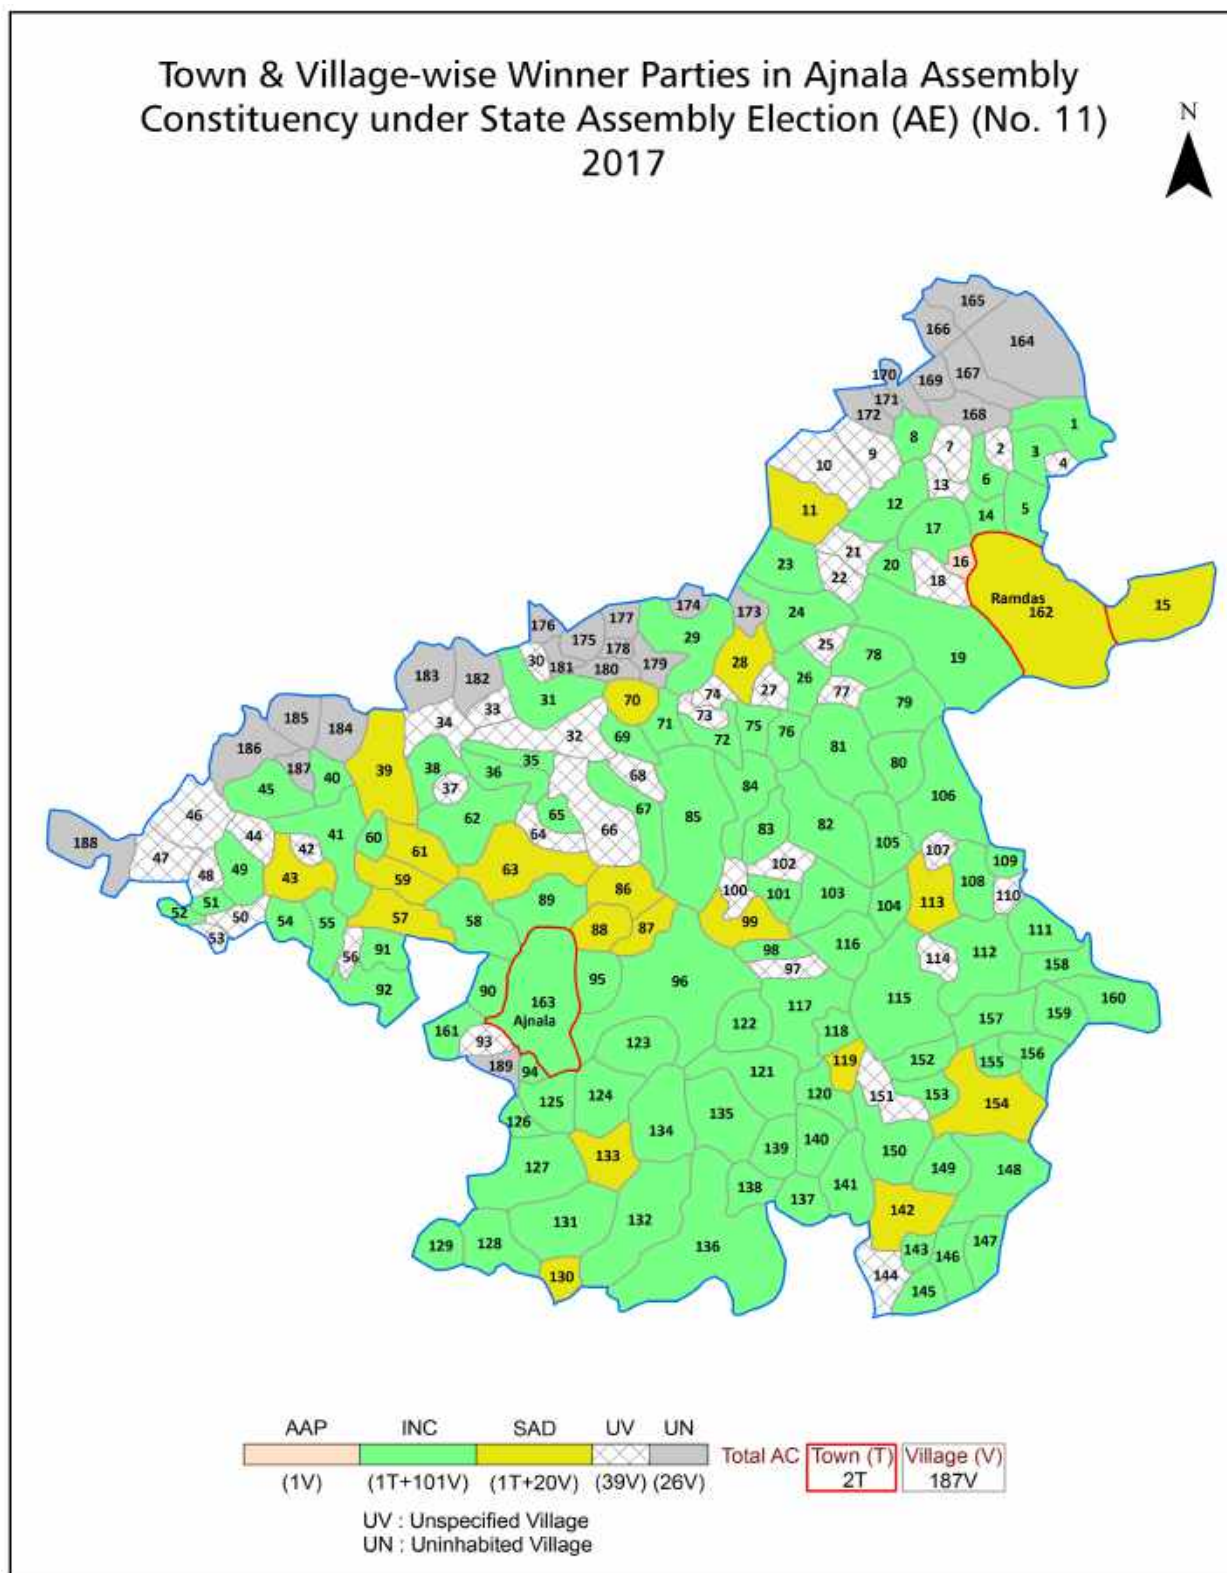 Town & Village-wise Winner Parties in Ajnala Assembly
Constituency under State Assembly Election (AE) (No. 11)
2017
N
165
166
164
170 169 167
171
172 168 1
8 7 2 3
10 9 4
13 6
11 12 14 5
17
21 20 16
23 22 18
Ramdas
162 15
174 173 24
176 177
175 178 29 25 78 19
30 181 180 179 28 26
183 182 27 77
31 70 74 79
33 73
185 184 34 32 69 71 72 75 76
186 35 81
187 40 39 38 36 68 80
45 37 84
46 65 67 85 106
44 41 60 62 64 66 83 82 105
188 42 61 102 107
47 48 49 43 59 63 86 100 101 103 108 109
51 110
52 50 54 55 57 58 89 88 87 99 104 113
53 98 116 111
56 91 95 96 97 114 112 158
92 90 163 115 160
Ajnala 117 157 159
161 93 123 122 118
189 94 119 152 155 156
125 124 121 120 151 153 154
126 134 135
133 139 140 150
127 149 148
138 137 141
131 132 142
129 128 136 143 146 147
130 144 145
AAP INC SAD UV UN
Total AC Town (T) Village (V)
(1V) (1T+101V) (1T+20V) (39V) (26V) 2T 187V
UV : Unspecified Village
UN : Uninhabited Village